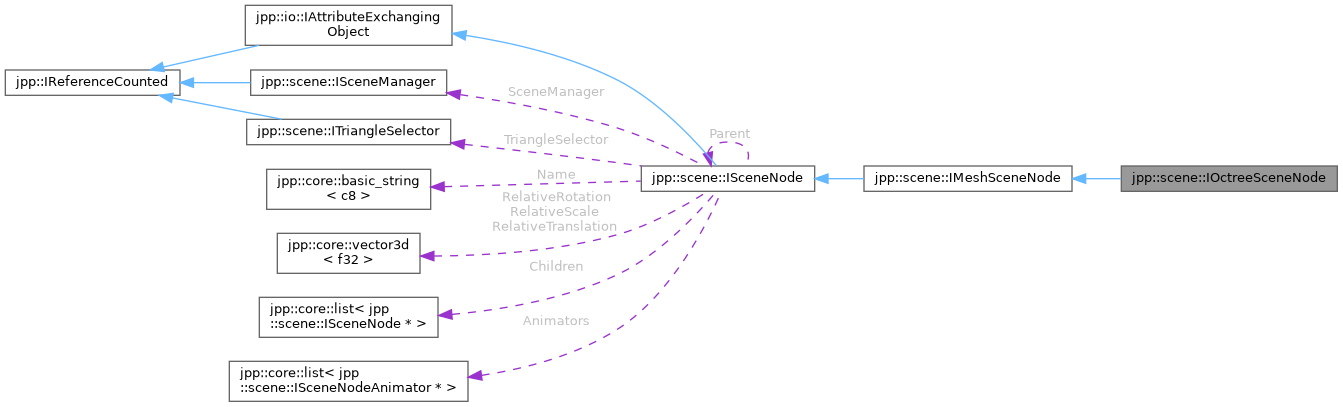 jpp::io::IAttributeExchanging
Object
jpp::IReferenceCounted
jpp::scene::ISceneManager
SceneManager
jpp::scene::ITriangleSelector
TriangleSelector
Parent
jpp::core::basic_string
< c8 >
Name
jpp::scene::ISceneNode
jpp::scene::IMeshSceneNode
jpp::scene::IOctreeSceneNode
RelativeRotation
RelativeScale
RelativeTranslation
jpp::core::vector3d
< f32 >
Children
jpp::core::list< jpp
::scene::ISceneNode * >
Animators
jpp::core::list< jpp
::scene::ISceneNodeAnimator * >